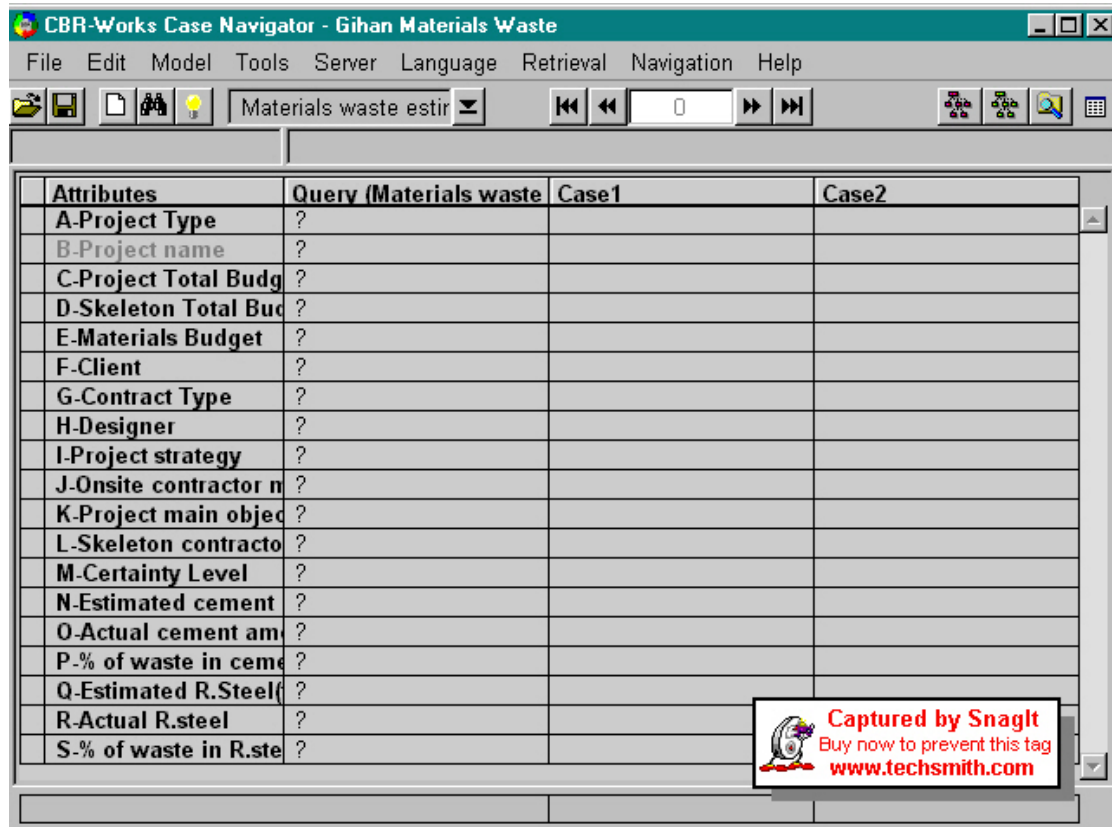 CBR-Works Case Navigator - Gihan Materials Waste
File Edit Model Tools Server Language Retrieval Navigation Help
Materials waste estir 0
Attributes Query (Materials waste Case1 Case2
A-Project Type ?
B-Project name ?
C-Project Total Budg ?
D-Skeleton Total Buc ?
E-Materials Budget ?
F-Client ?
G-Contract Type ?
H-Designer ?
I-Project strategy ?
J-Onsite contractor m ?
K-Project main objec ?
L-Skeleton contracto ?
M-Certainty Level ?
N-Estimated cement ?
O-Actual cement am ?
P-% of waste in ceme ?
Q-Estimated R.Steel( ?
R-Actual R.steel ?
S-% of waste in R.ste ?
Captured by SnagIt
Buy now to prevent this tag
www.techsmith.com